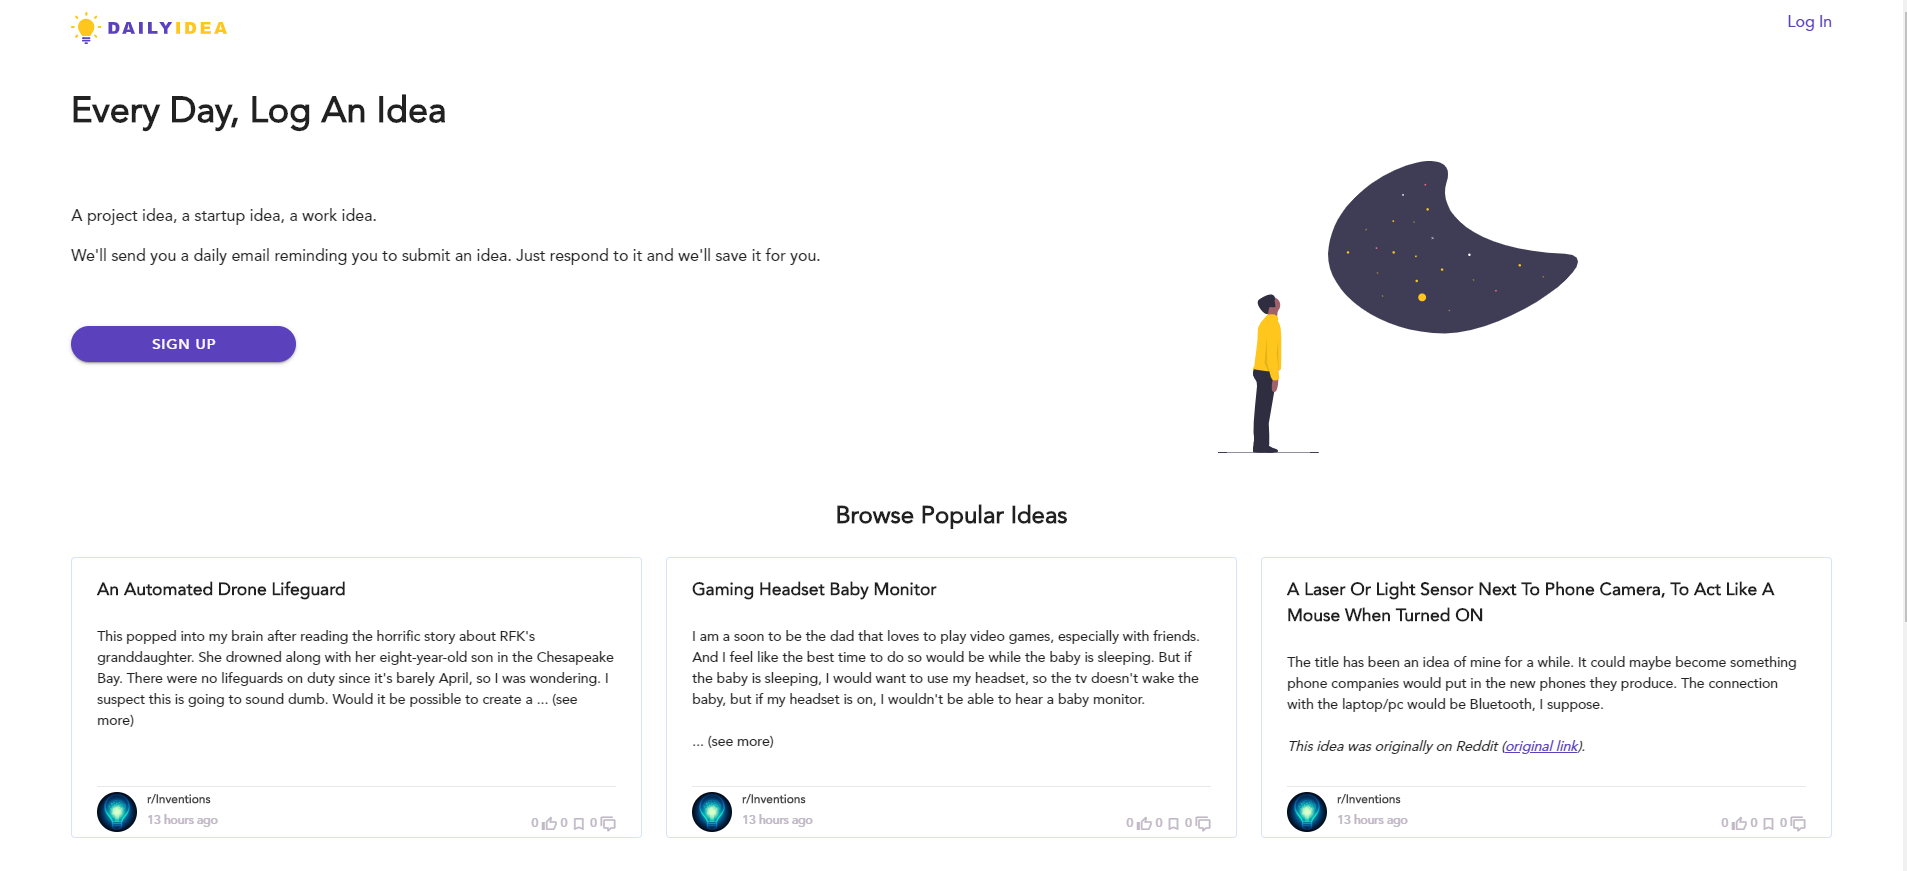 DAILYIDEA
Log In
Every Day, Log An Idea
A project idea, a startup idea, a work idea.
We'll send you a daily email reminding you to submit an idea. Just respond to it and we'll save it for you.
SIGN UP
Browse Popular Ideas
An Automated Drone Lifeguard
This popped into my brain after reading the horrific story about RFK's
granddaughter. She drowned along with her eight-year-old son in the Chesapeake
Bay. There were no lifeguards on duty since it's barely April, so I was wondering. I
suspect this is going to sound dumb. Would it be possible to create a ... (see
more)
r/Inventions
13 hours ago
0 0 0
Gaming Headset Baby Monitor
I am a soon to be the dad that loves to play video games, especially with friends.
And I feel like the best time to do so would be while the baby is sleeping. But if
the baby is sleeping, I would want to use my headset, so the tv doesn't wake the
baby, but if my headset is on, I wouldn't be able to hear a baby monitor.
... (see more)
r/Inventions
13 hours ago
0 0 0
A Laser Or Light Sensor Next To Phone Camera, To Act Like A
Mouse When Turned ON
The title has been an idea of mine for a while. It could maybe become something
phone companies would put in the new phones they produce. The connection
with the laptop/pc would be Bluetooth, I suppose.
This idea was originally on Reddit (original link).
r/Inventions
13 hours ago
0 0 0